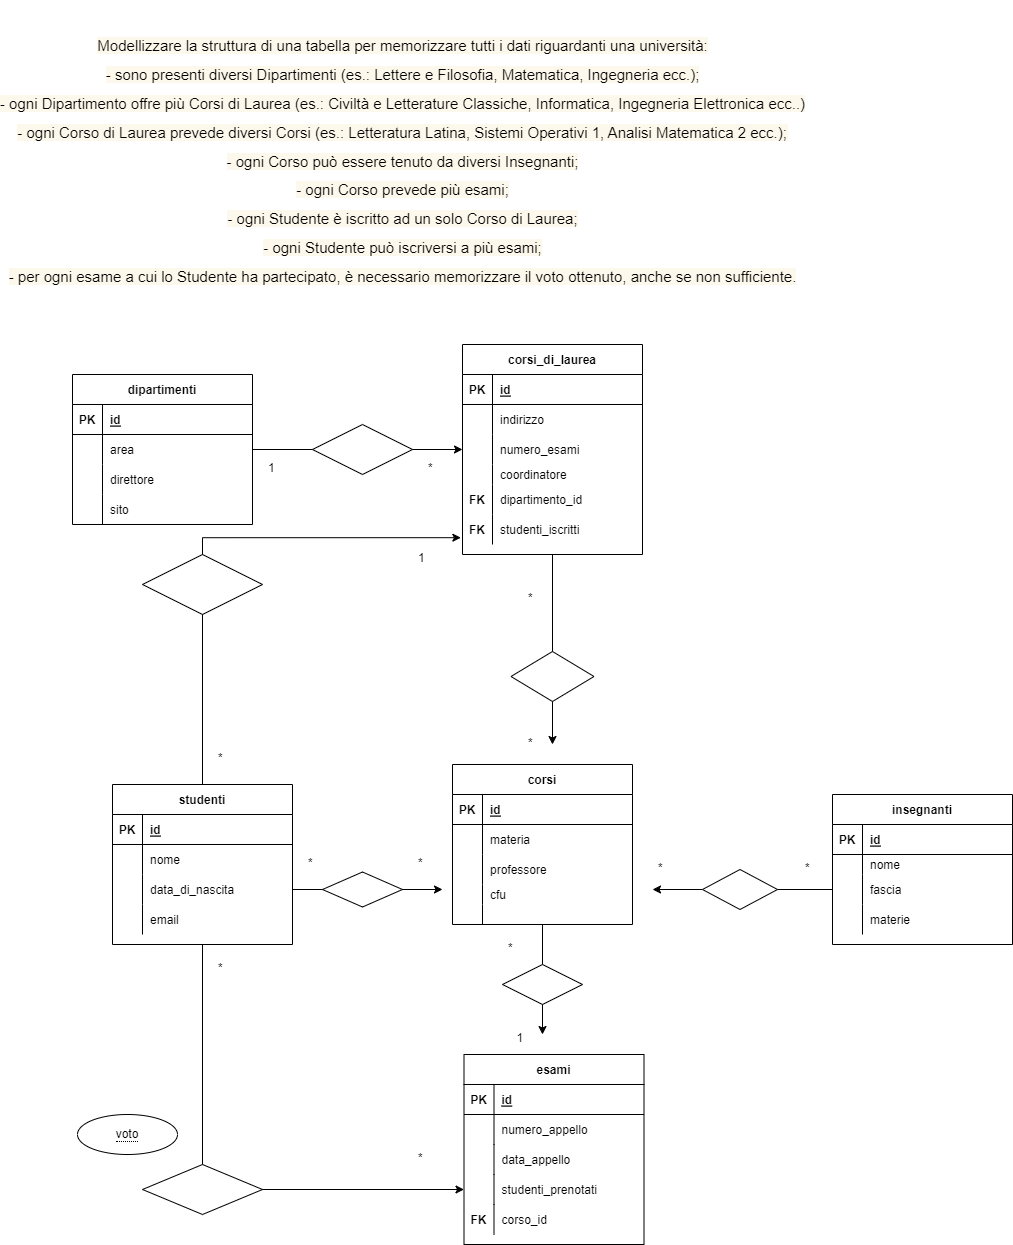 Modellizzare la struttura di una tabella per memorizzare tutti i dati riguardanti una università:
- sono presenti diversi Dipartimenti (es.: Lettere e Filosofia, Matematica, Ingegneria ecc.);
- ogni Dipartimento offre più Corsi di Laurea (es.: Civiltà e Letterature Classiche, Informatica, Ingegneria Elettronica ecc..)
- ogni Corso di Laurea prevede diversi Corsi (es.: Letteratura Latina, Sistemi Operativi 1, Analisi Matematica 2 ecc.);
- ogni Corso può essere tenuto da diversi Insegnanti;
- ogni Corso prevede più esami;
- ogni Studente è iscritto ad un solo Corso di Laurea;
- ogni Studente può iscriversi a più esami;
- per ogni esame a cui lo Studente ha partecipato, è necessario memorizzare il voto ottenuto, anche se non sufficiente.
dipartimenti
PK id
area
direttore
sito
1
*
corsi_di_laurea
PK id
indirizzo
numero_esami
coordinatore
FK dipartimento_id
FK studenti_iscritti
1
*
*
*
studenti
PK id
nome
data_di_nascita
email
*
*
corsi
PK id
materia
professore
cfu
*
*
insegnanti
PK id
nome
fascia
materie
*
*
1
esami
PK id
numero_appello
data_appello
studenti_prenotati
FK corso_id
voto
*